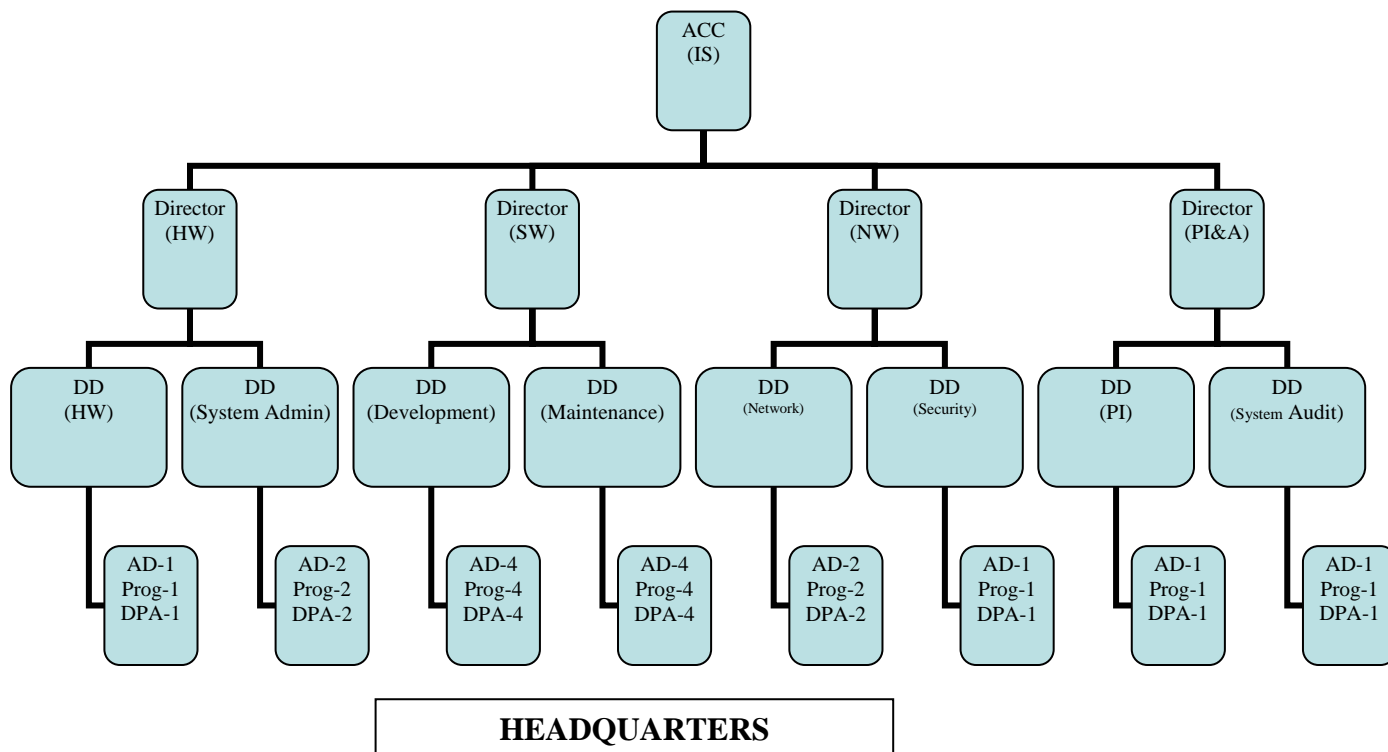 ACC
(IS)
Director
(HW)
Director
(SW)
Director
(NW)
Director
(PI&A)
DD
(HW)
DD
(System Admin)
DD
(Development)
DD
(Maintenance)
DD
(Network)
DD
(Security)
DD
(PI)
DD
(System Audit)
AD-1
Prog-1
DPA-1
AD-2
Prog-2
DPA-2
AD-4
Prog-4
DPA-4
AD-4
Prog-4
DPA-4
AD-2
Prog-2
DPA-2
AD-1
Prog-1
DPA-1
AD-1
Prog-1
DPA-1
AD-1
Prog-1
DPA-1
HEADQUARTERS